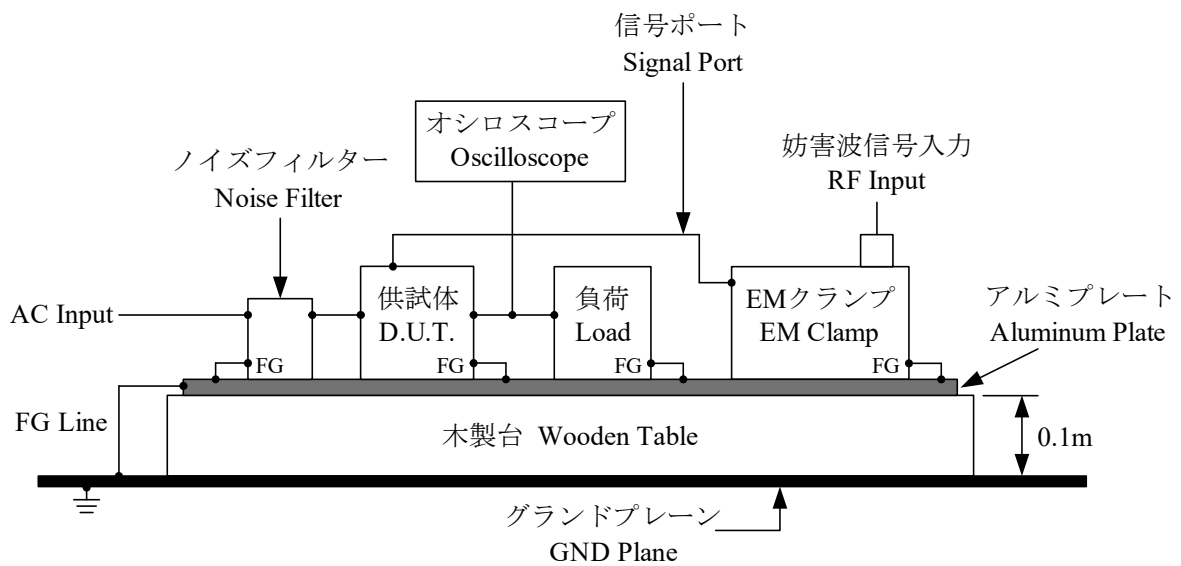 信号ポート
Signal Port
オシロスコープ
Oscilloscope
ノイズフィルター
Noise Filter
妨害波信号入力
RF Input
AC Input
供試体
D.U.T.
負荷
Load
EMクランプ
EM Clamp
アルミプレート
Aluminum Plate
FG
FG
FG
FG
FG Line
木製台 Wooden Table
0.1m
グランドプレーン
GND Plane